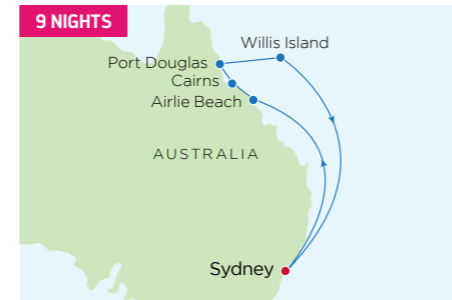 9 NIGHTS
Willis Island
Port Douglas
Cairns
Airlie Beach
AUSTRALIA
Sydney